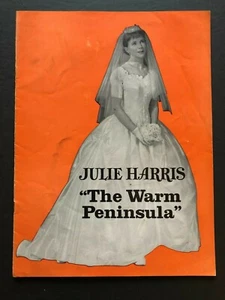 JULIE HARRIS
"The Warm
Peninsula"